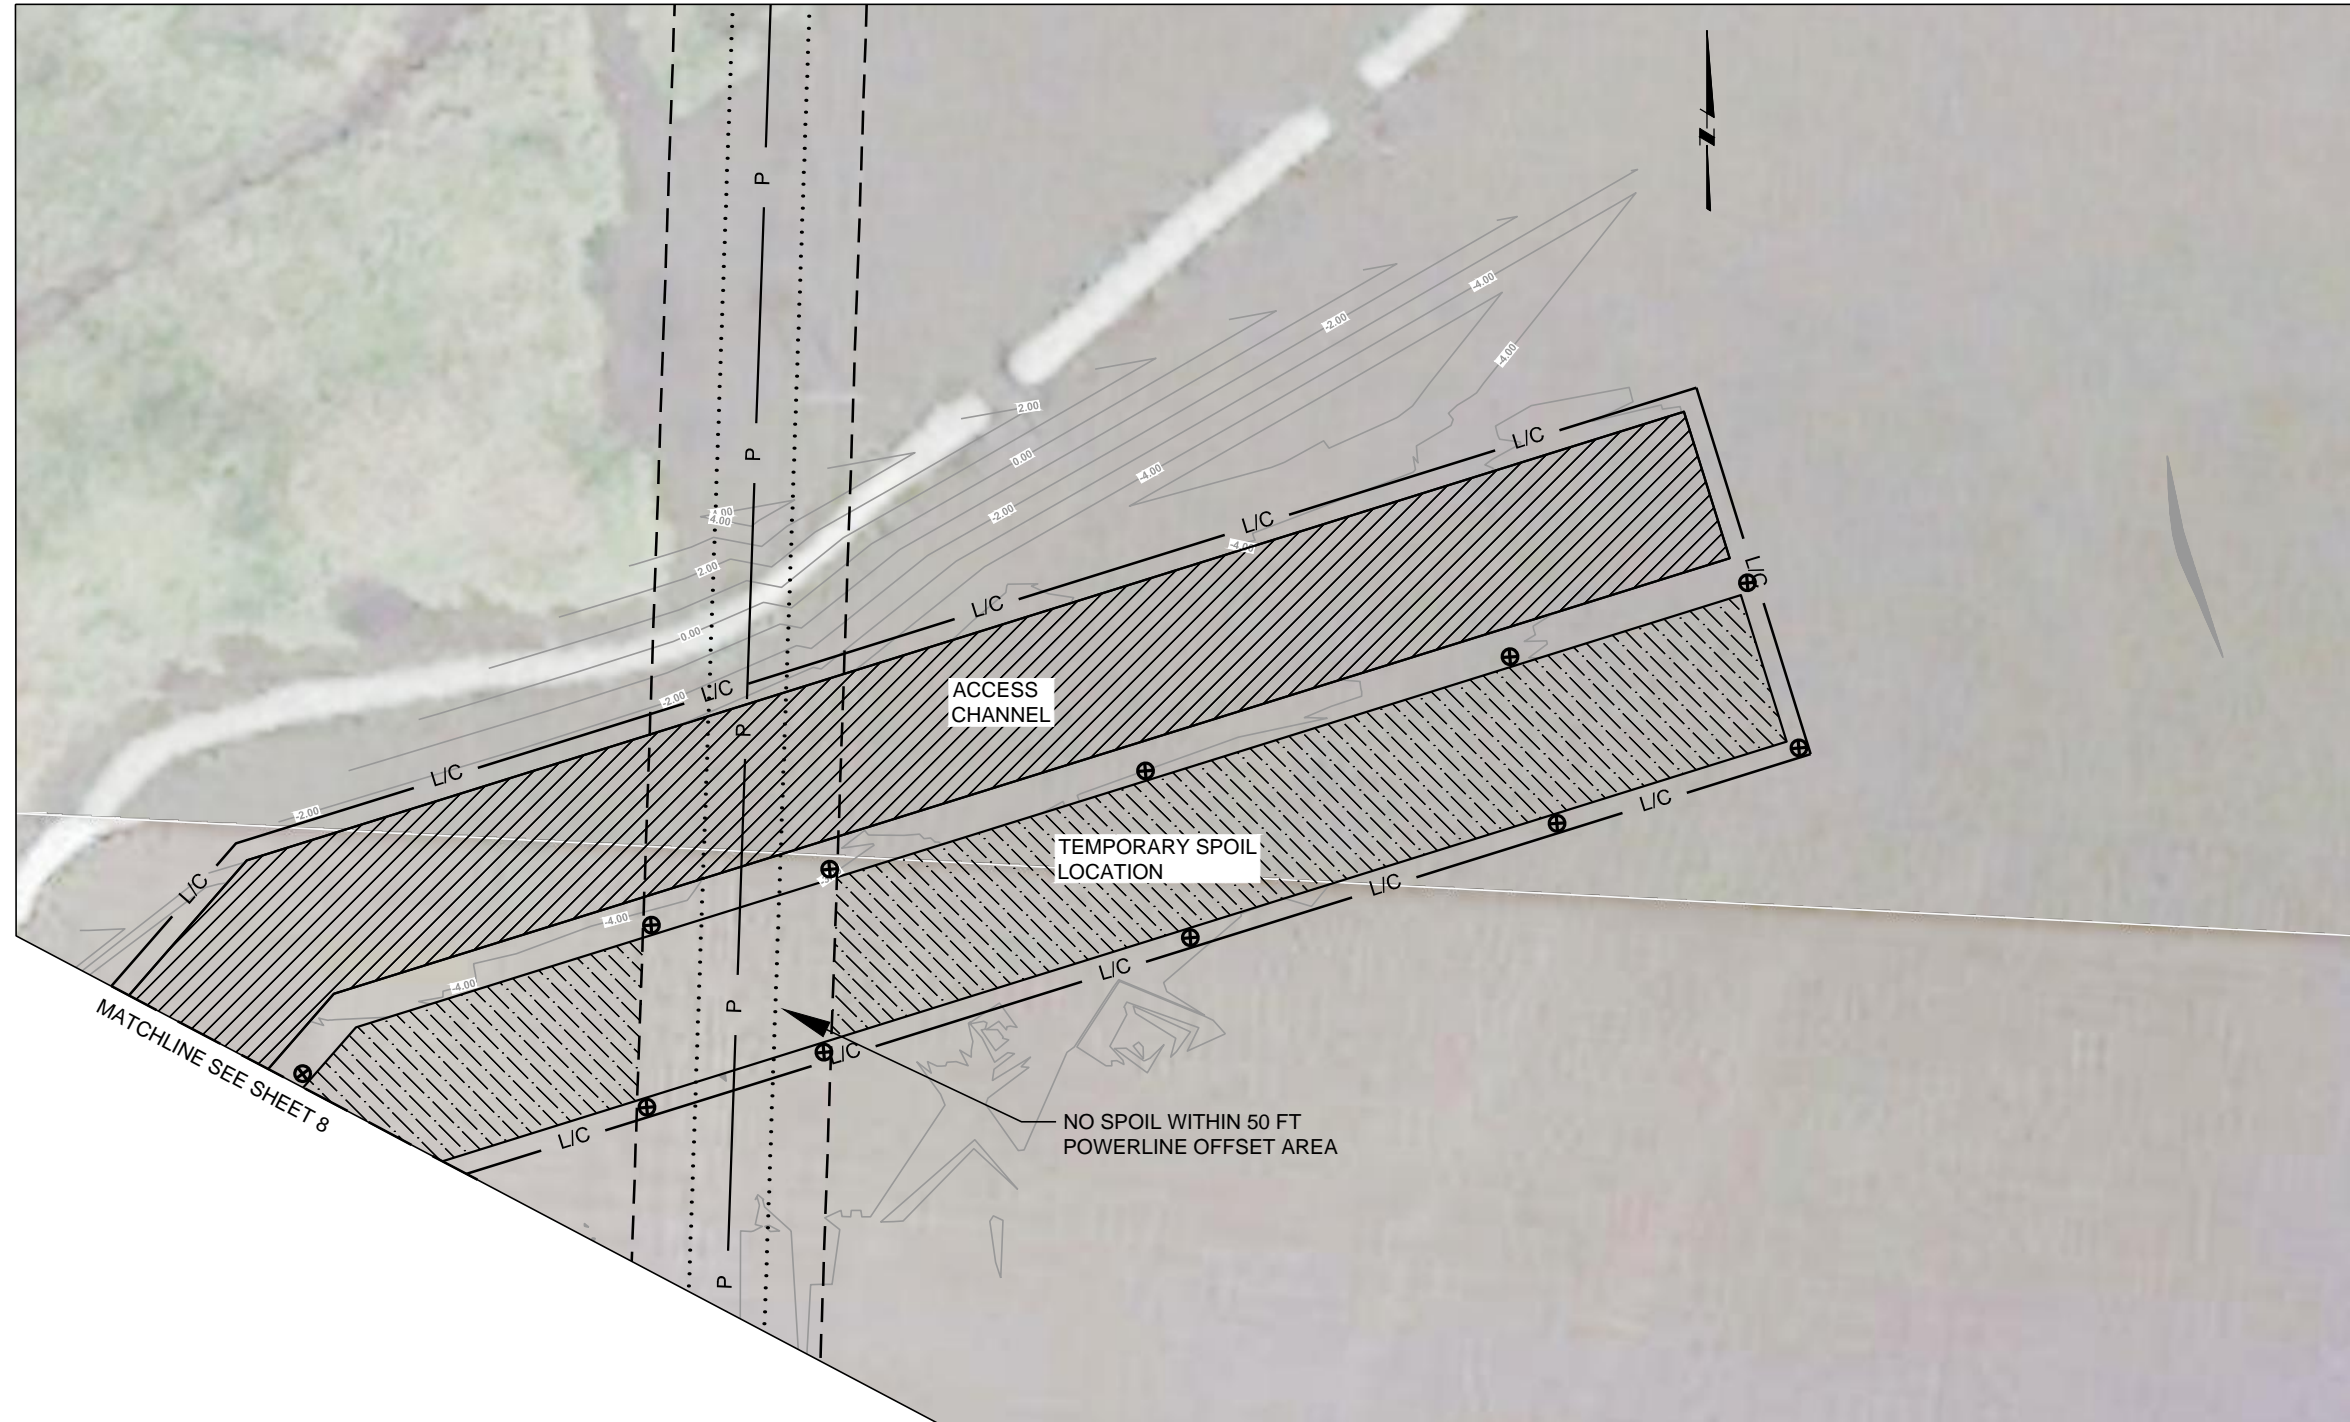 P
-4.00
-2.00
-4.00
2.00
L/C
P
0.00
-4.00
-2.00
L/C
4.00
2.00
L/C
L/C
0.00
L/C
-2.00
ACCESS
CHANNEL
P
L/C
-2.00
L/C
L/C
TEMPORARY SPOIL
LOCATION
L/C
-4.00
L/C
-4.00
P
L/C
MATCHLINE SEE SHEET 8
NO SPOIL WITHIN 50 FT
POWERLINE OFFSET AREA
L/C
P